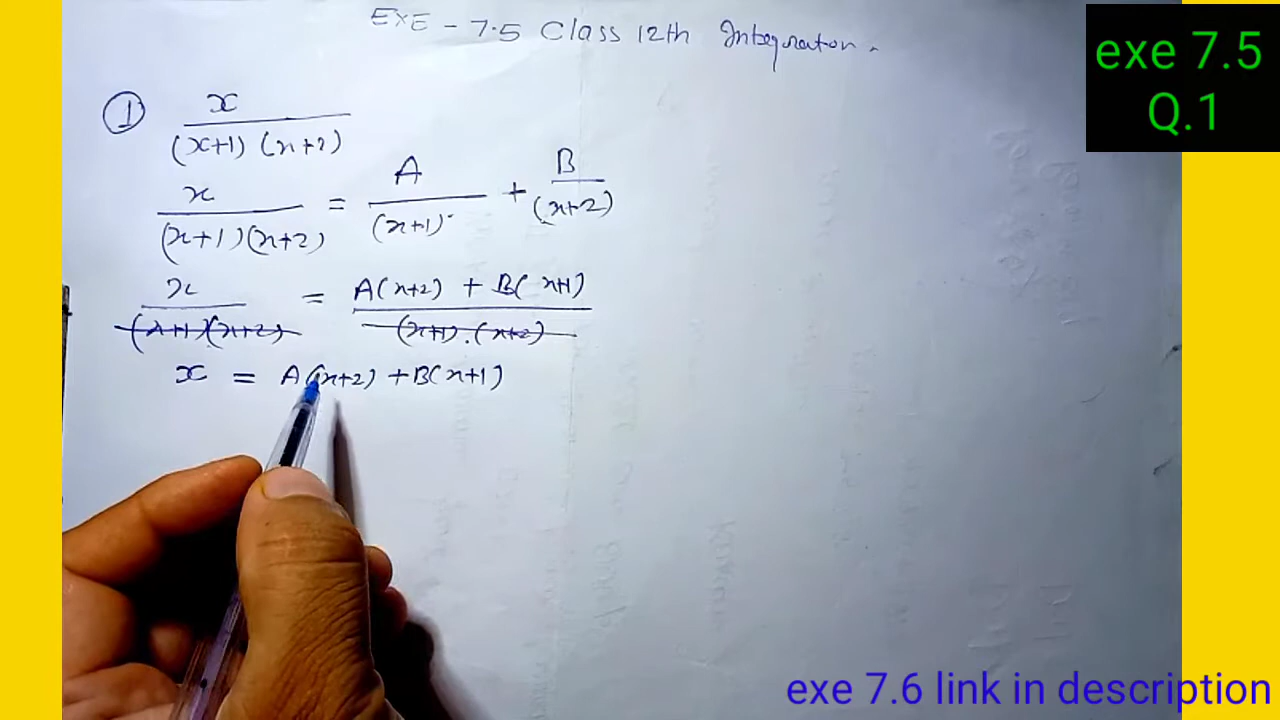 EXE - 7.5 Class 12th Integration.
exe 7.5
Q.1
① x
(x+1) (x+2)
x / (x+1)(x+2) = A / (x+1) + B / (x+2)
x / (x+1)(x+2) = A(x+2) + B(x+1) / (x+1).(x+2)
x = A(x+2) + B(x+1)
exe 7.6 link in description